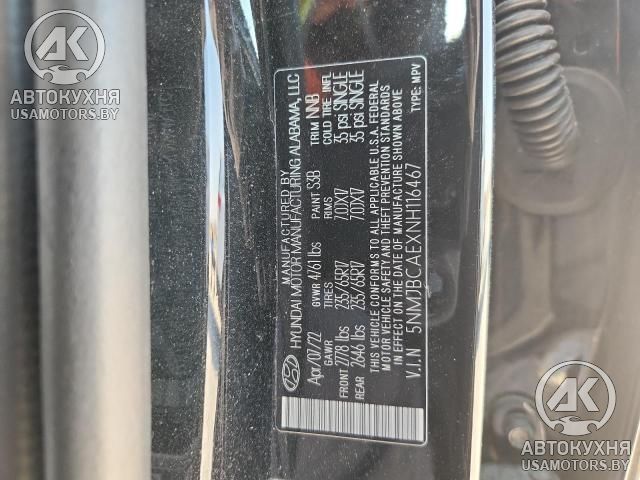 MANUFACTURED BY
HYUNDAI MOTOR MANUFACTURING ALABAMA, LLC
Apr/07/22 GVWR 4761 lbs PAINT S3B TRIM NNB
GAWR TIRES RIMS COLD TIRE INFL
FRONT 2778 lbs 235/65R17 7.0JX17 35 psi SINGLE
REAR 2646 lbs 235/65R17 7.0JX17 35 psi SINGLE
THIS VEHICLE CONFORMS TO ALL APPLICABLE U.S.A. FEDERAL
MOTOR VEHICLE SAFETY AND THEFT PREVENTION STANDARDS
IN EFFECT ON THE DATE OF MANUFACTURE SHOWN ABOVE
V.I.N 5NMJBCAEXNH116467 TYPE: MPV
АК
АВТОКУХНЯ
USAMOTORS.BY
АК
АВТОКУХНЯ
USAMOTORS.BY